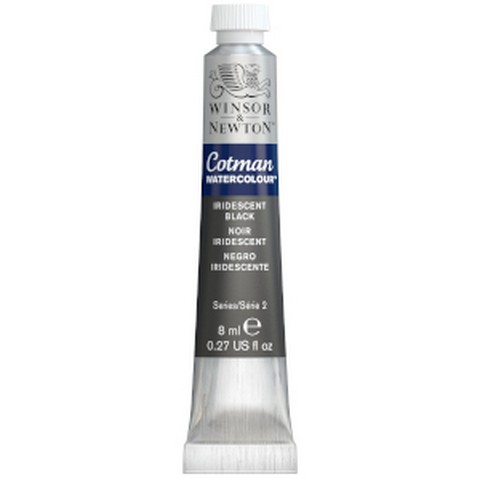 WINSOR
&
NEWTON™
Cotman
WATERCOLOUR®
IRIDESCENT
BLACK
NOIR
IRIDESCENT
NEGRO
IRIDESCENTE
Series/Série 2
8 ml ℮
0.27 US fl oz